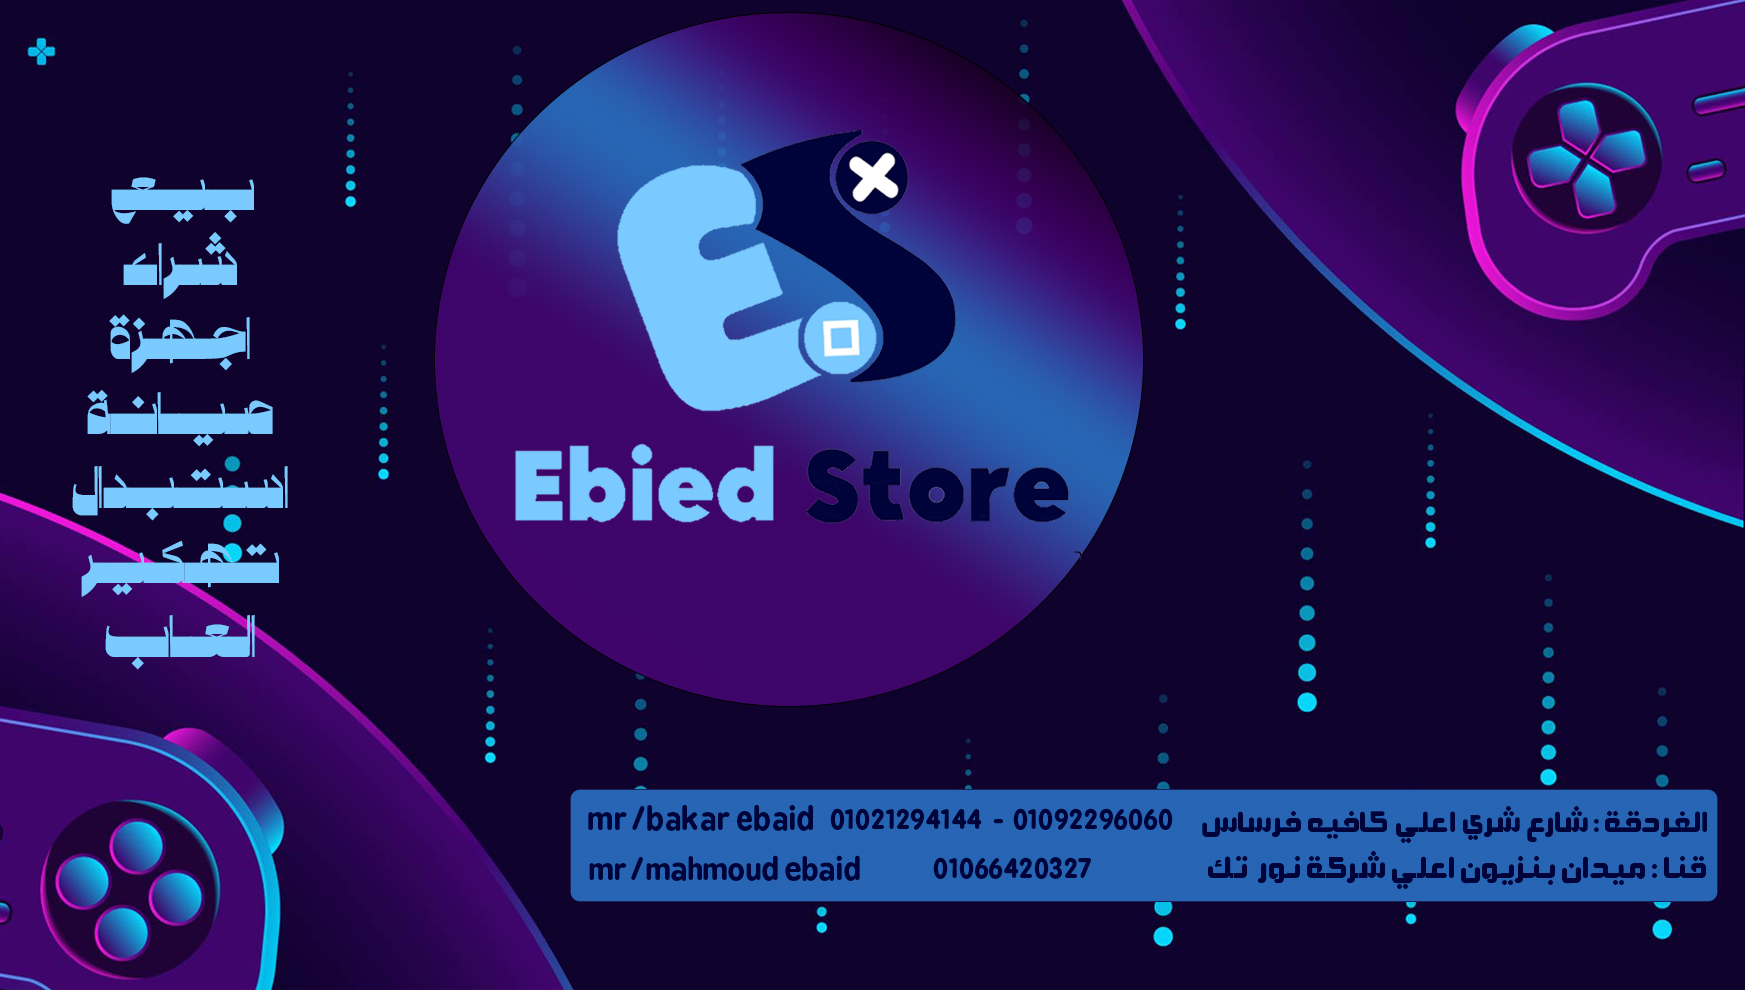 بيع
شراء
اجهزة
صيانة
استبدال
تهكير
العاب
ES
Ebied Store
mr/bakar ebaid 01021294144 - 01092296060 الغردقة : شارع شري اعلي كافيه فرساس
mr/mahmoud ebaid 01066420327 قنا : ميدان بنزيون اعلي شركة نور تك